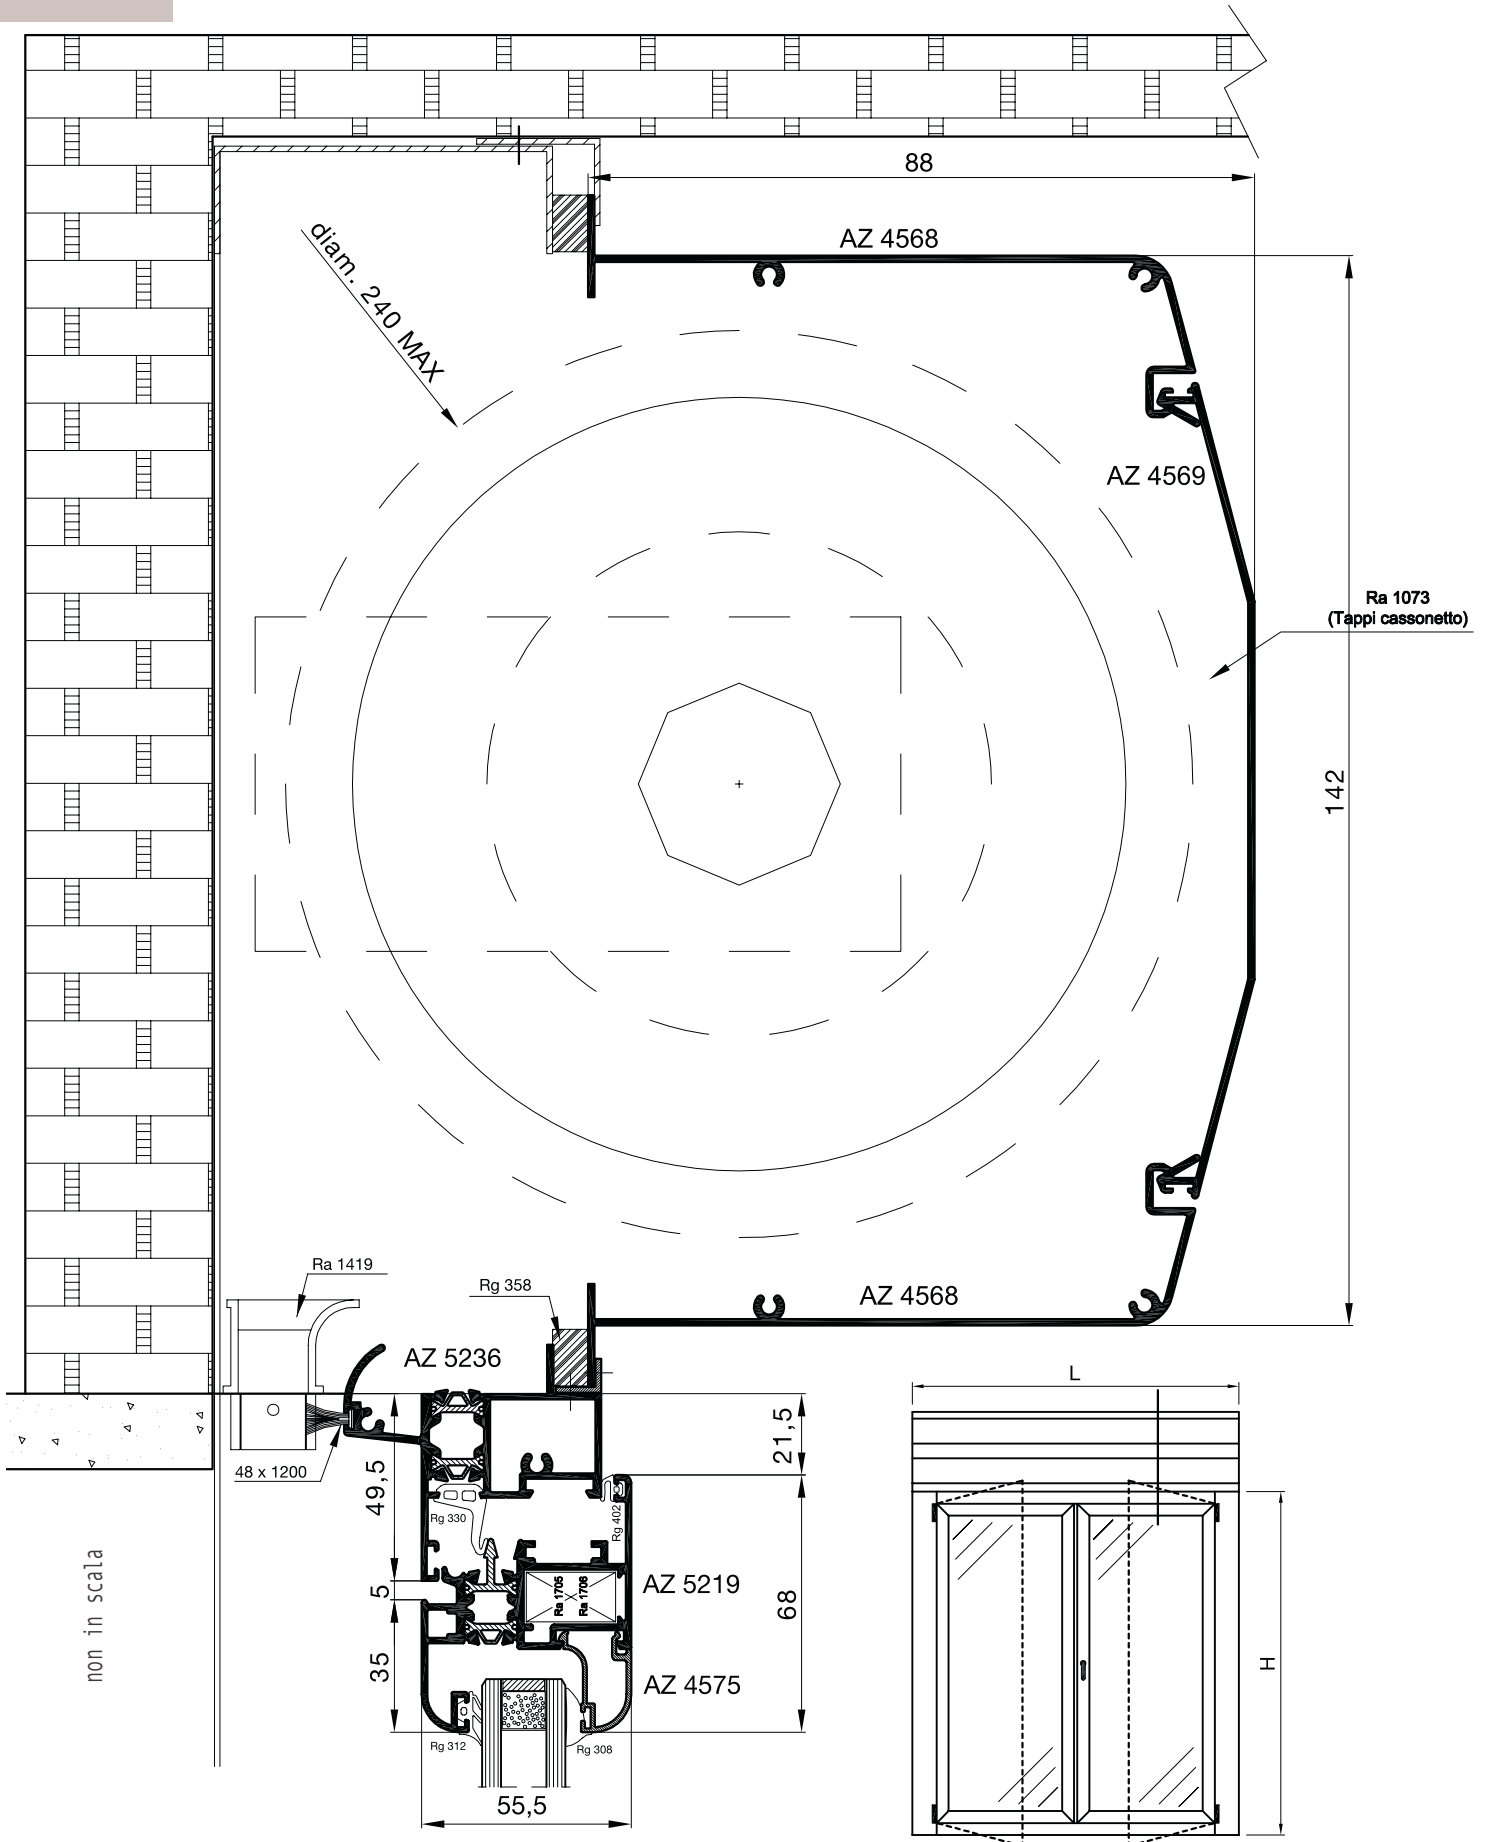 88
AZ 4568
diam. 240 MAX
AZ 4569
Ra 1073
(Tappi cassonetto)
142
Ra 1419
Rg 358
AZ 4568
AZ 5236
L
21,5
48 x 1200
49,5
Rg 330
Rg 402
non in scala
5
Ra 1705
Ra 1706
AZ 5219
68
35
H
AZ 4575
Rg 312
Rg 308
55,5